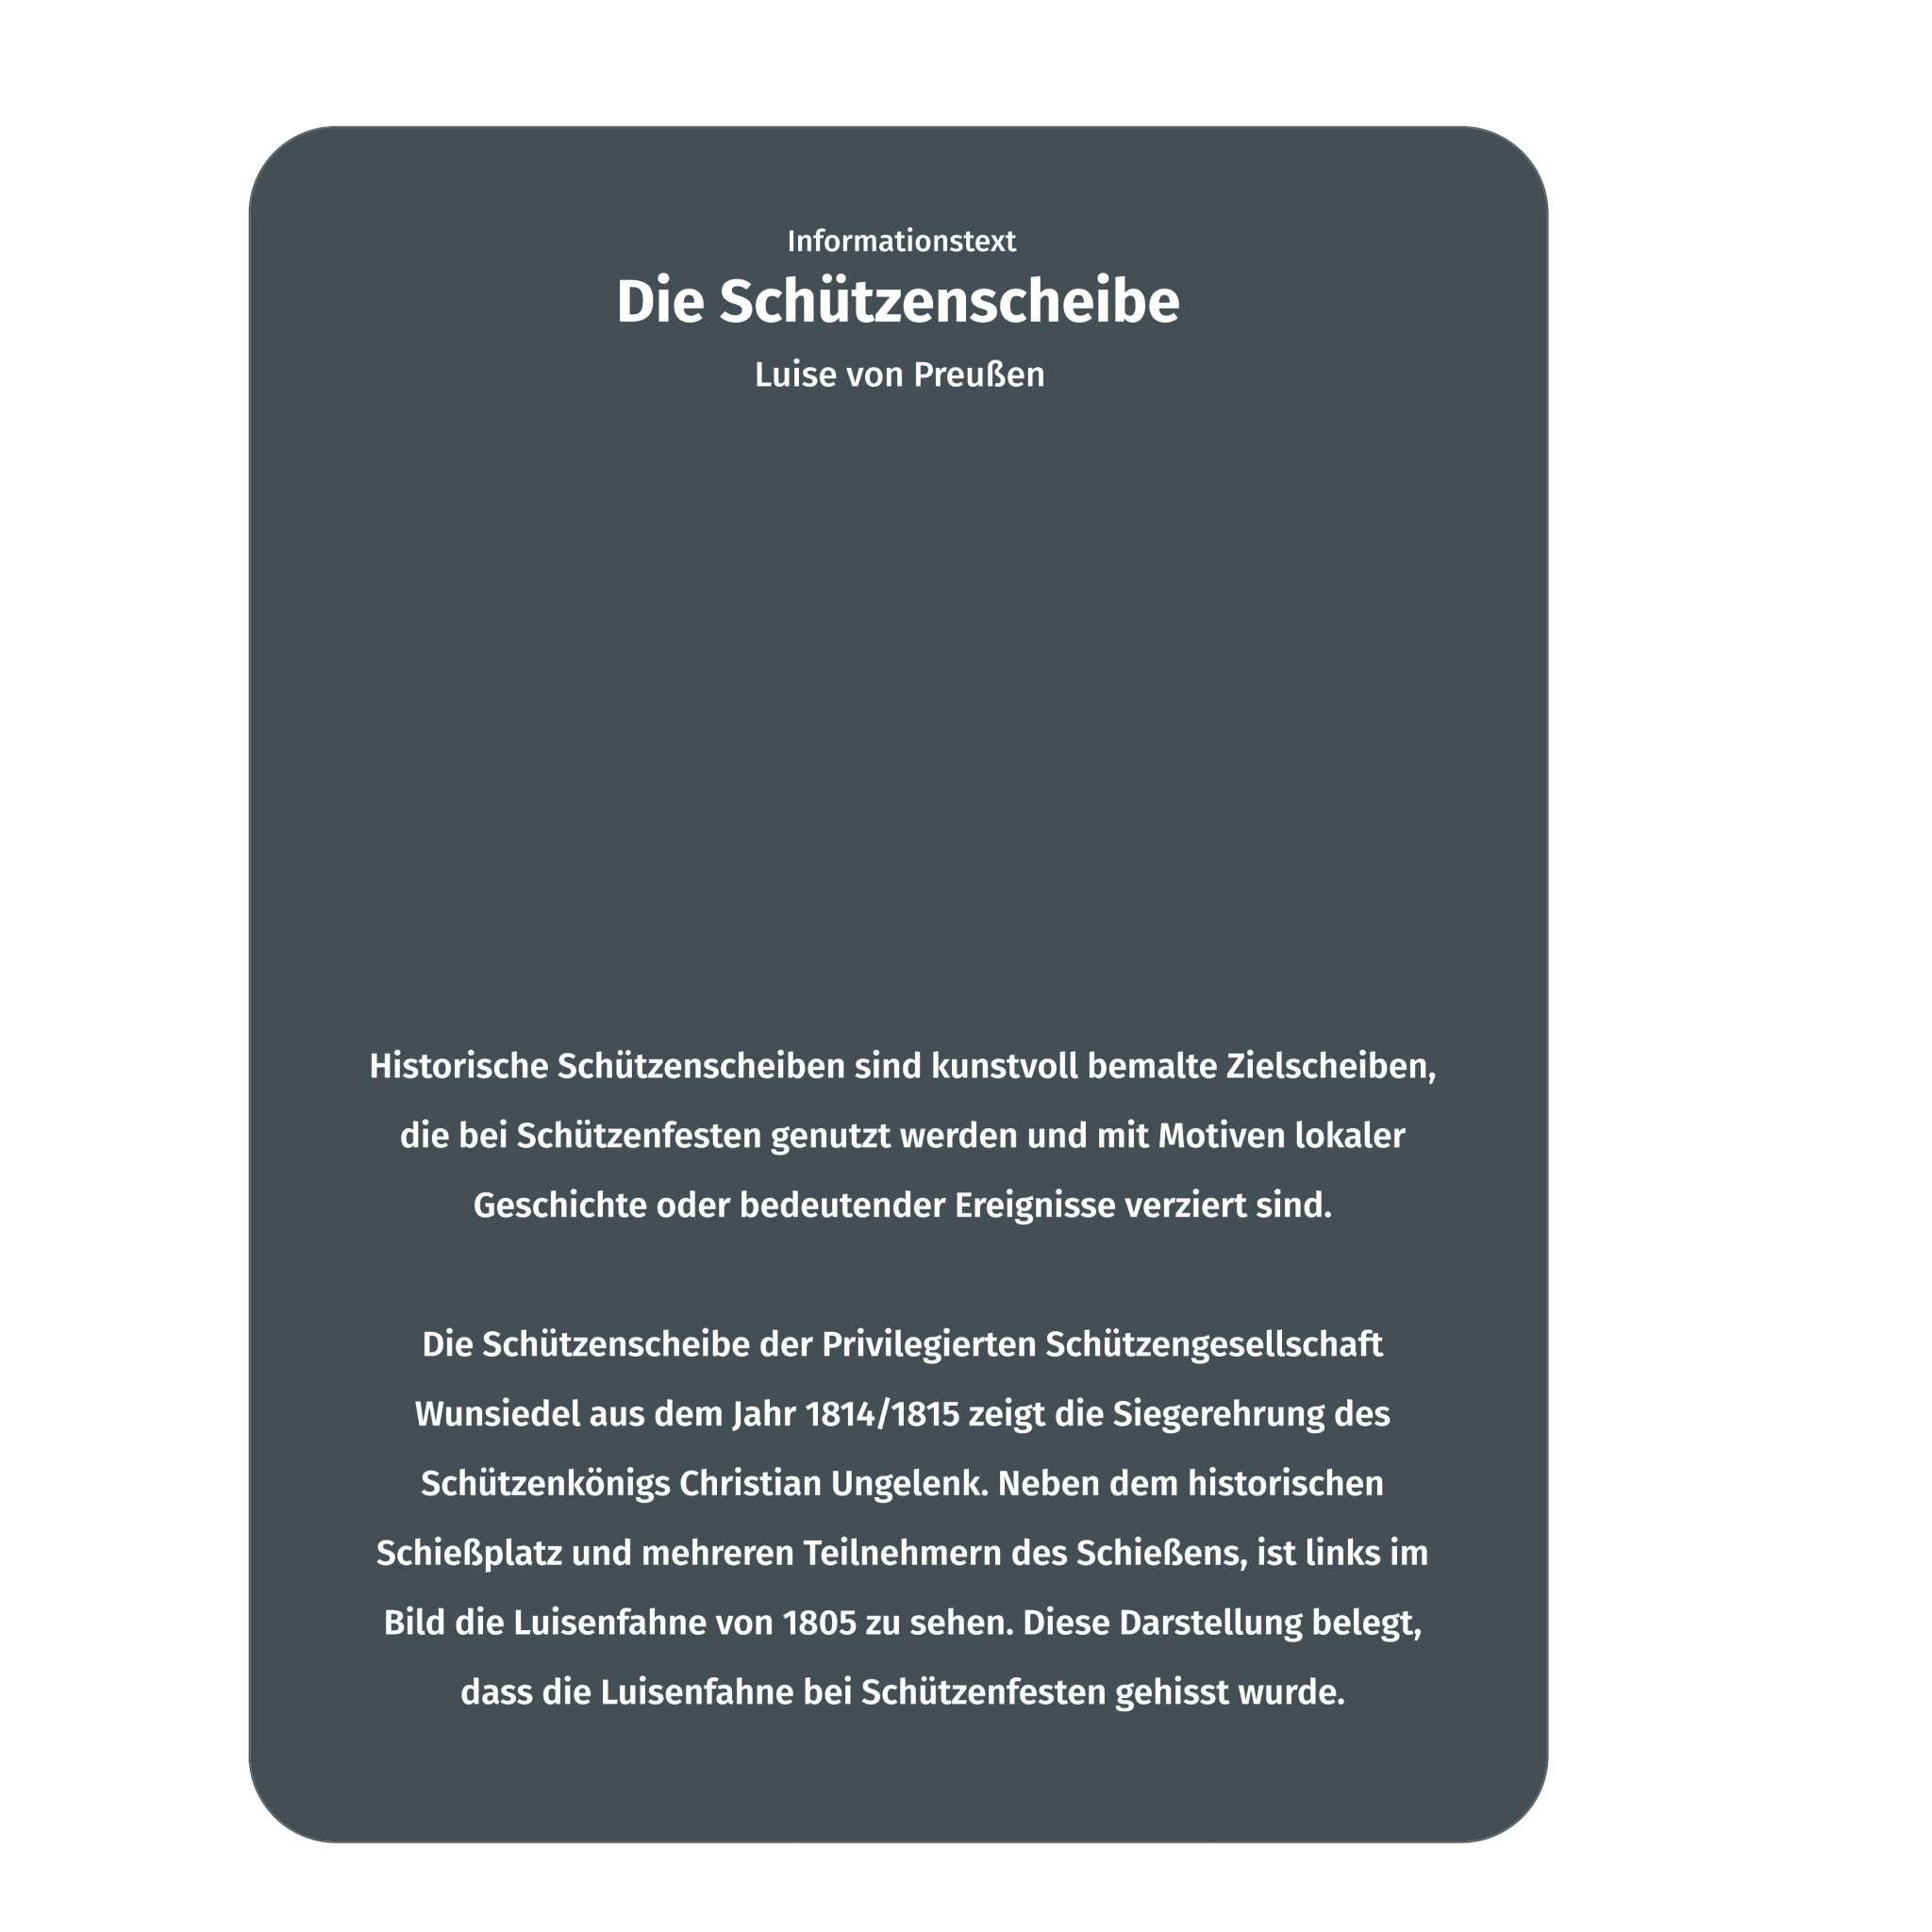 Informationstext
Die Schützenscheibe
Luise von Preußen
Historische Schützenscheiben sind kunstvoll bemalte Zielscheiben,
die bei Schützenfesten genutzt werden und mit Motiven lokaler
Geschichte oder bedeutender Ereignisse verziert sind.
Die Schützenscheibe der Privilegierten Schützengesellschaft
Wunsiedel aus dem Jahr 1814/1815 zeigt die Siegerehrung des
Schützenkönigs Christian Ungelenk. Neben dem historischen
Schießplatz und mehreren Teilnehmern des Schießens, ist links im
Bild die Luisenfahne von 1805 zu sehen. Diese Darstellung belegt,
dass die Luisenfahne bei Schützenfesten gehisst wurde.